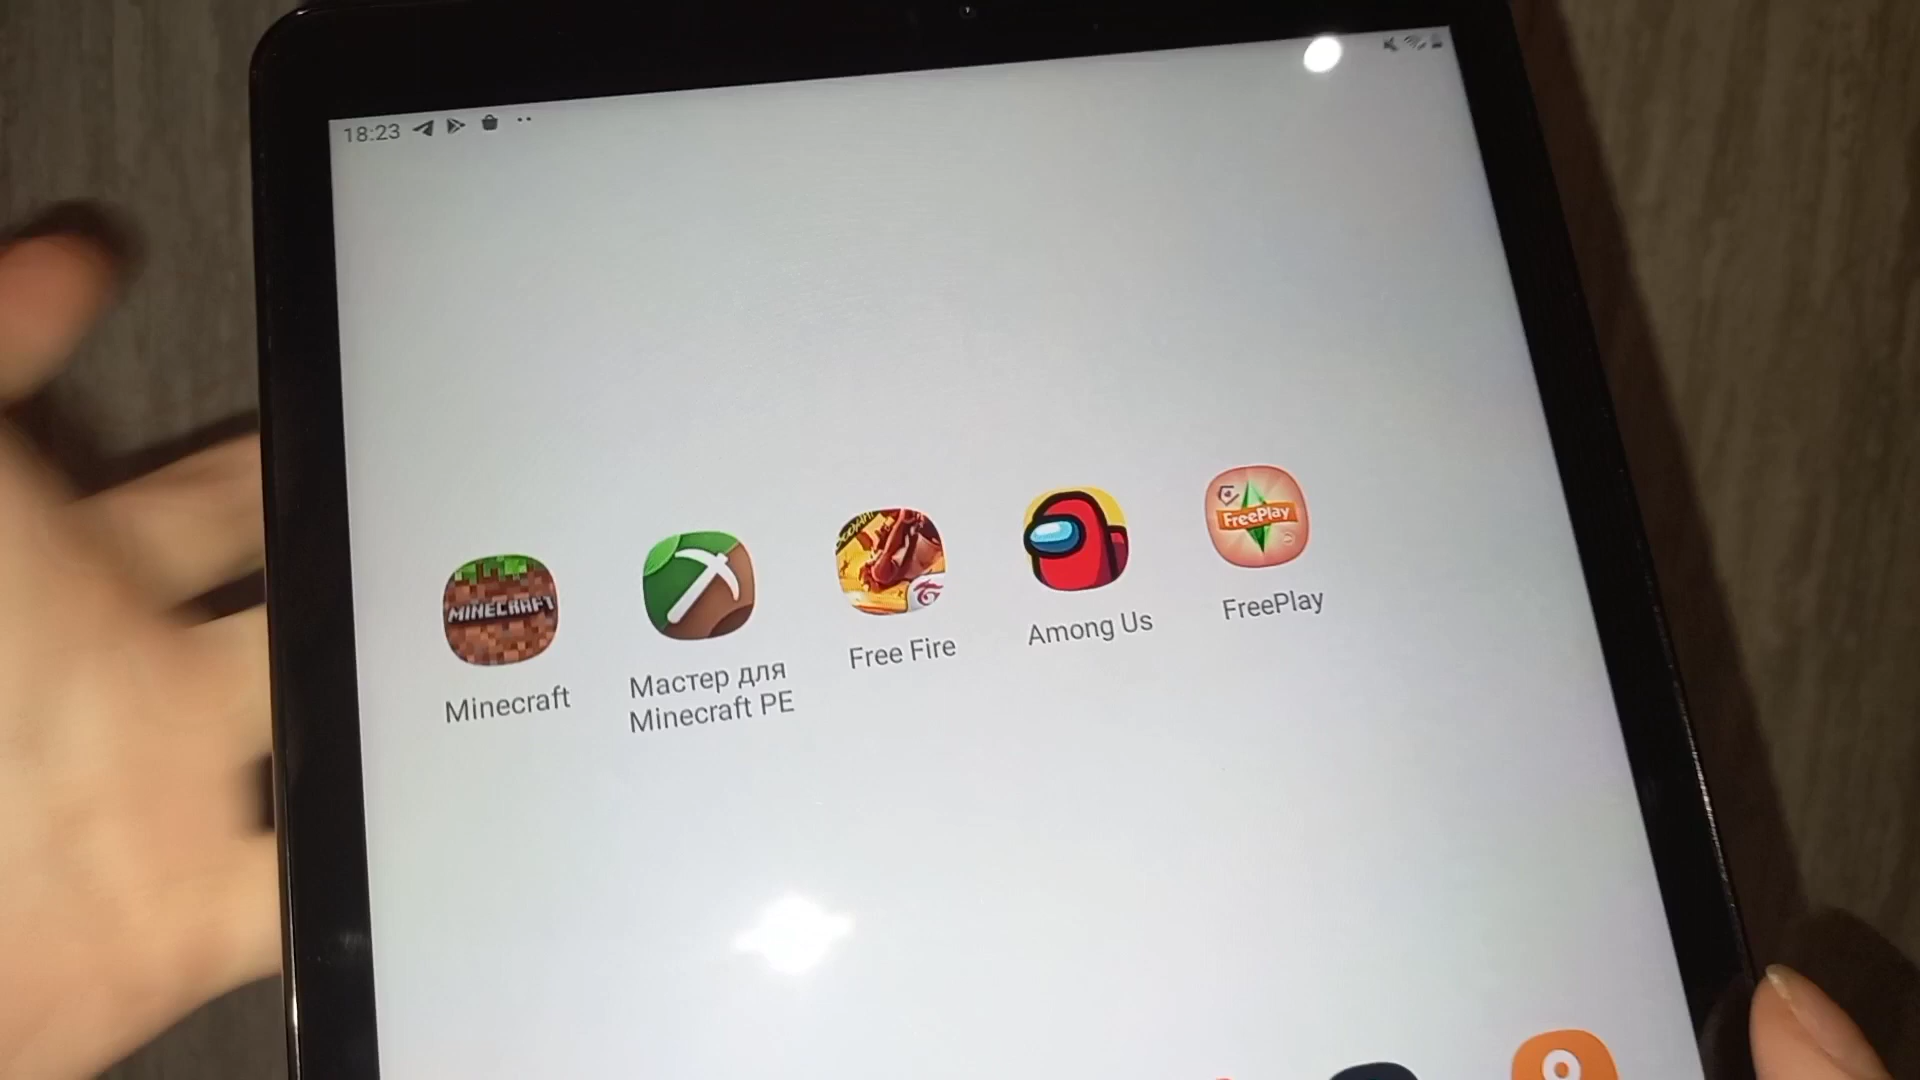 18:23
MINECRAFT
FreePlay
Minecraft
Мастер для
Minecraft PE
Free Fire
Among Us
FreePlay